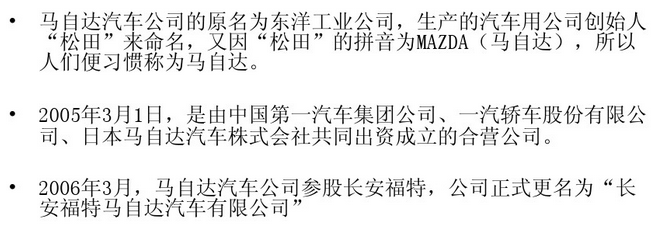 • 马自达汽车公司的原名为东洋工业公司，生产的汽车用公司创始人
“松田”来命名，又因“松田”的拼音为MAZDA（马自达），所以
人们便习惯称为马自达。
• 2005年3月1日，是由中国第一汽车集团公司、一汽轿车股份有限公
司、日本马自达汽车株式会社共同出资成立的合营公司。
• 2006年3月，马自达汽车公司参股长安福特，公司正式更名为“长
安福特马自达汽车有限公司”